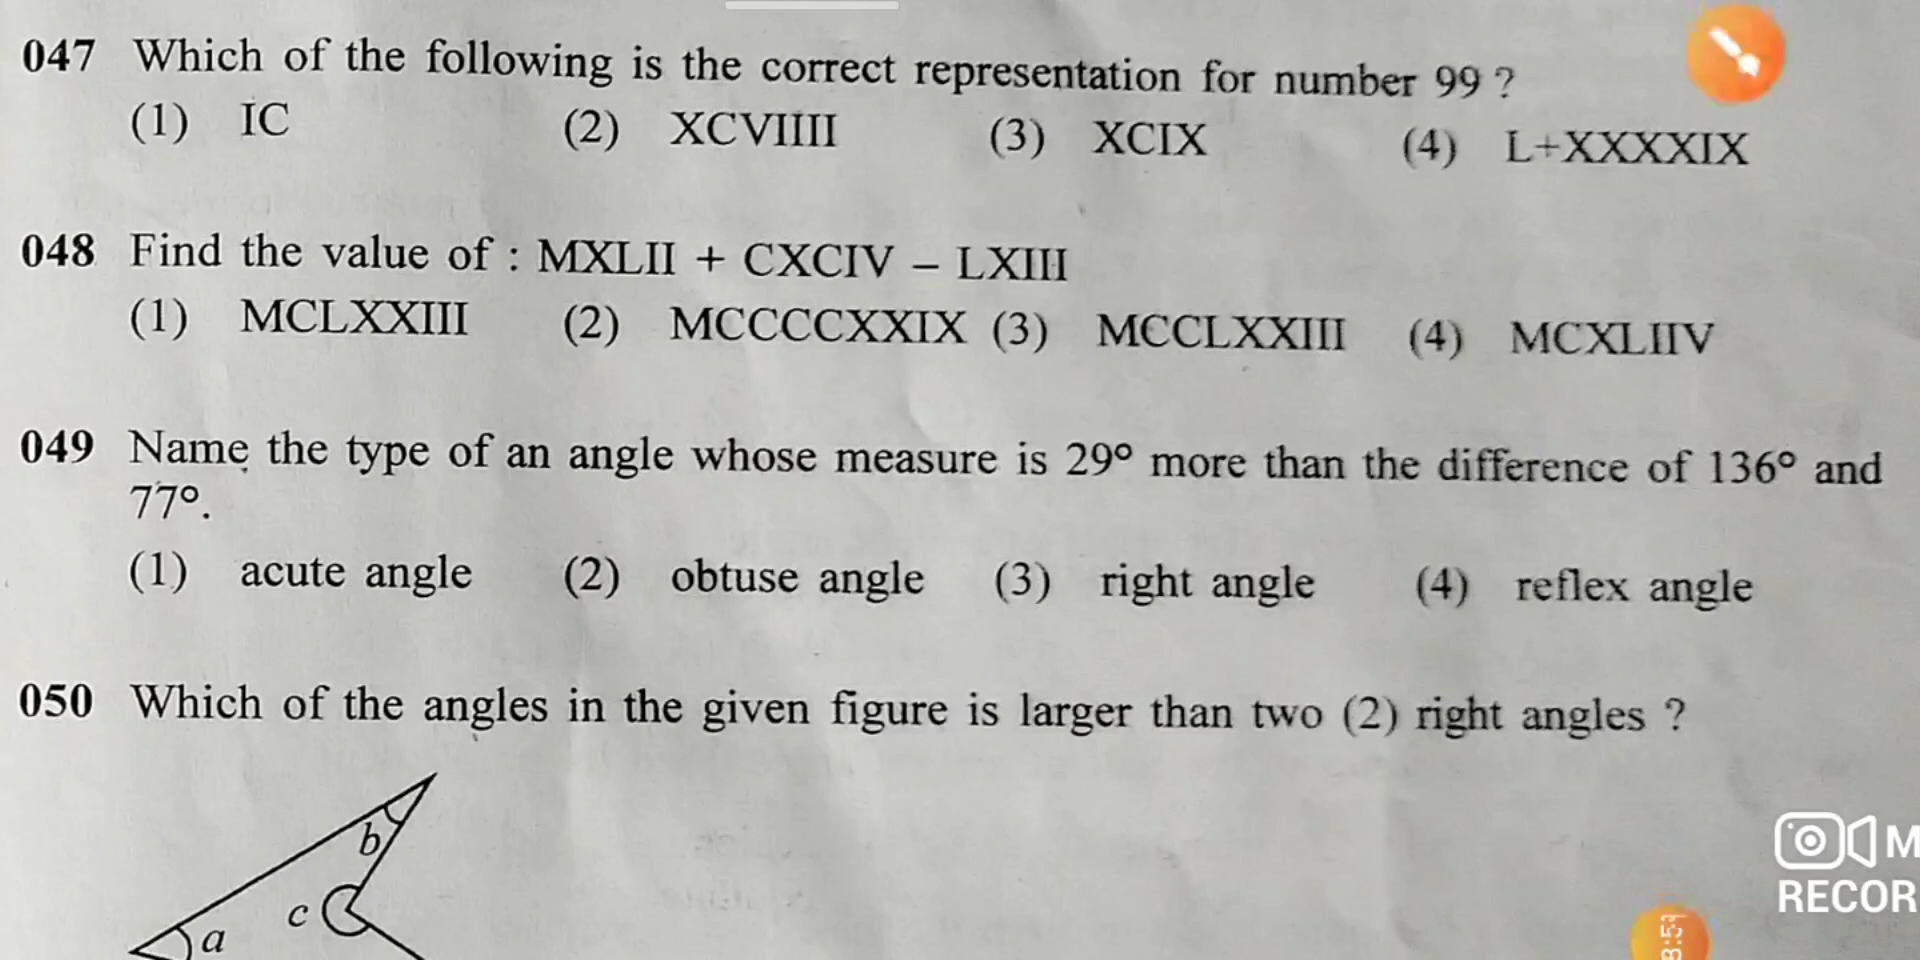 047 Which of the following is the correct representation for number 99 ?
(1) IC (2) XCVIIII (3) XCIX (4) L+XXXXIX
048 Find the value of : MXLII + CXCIV – LXIII
(1) MCLXXIII (2) MCCCCXXIX (3) MCCLXXIII (4) MCXLIIV
049 Name the type of an angle whose measure is 29° more than the difference of 136° and
77°.
(1) acute angle (2) obtuse angle (3) right angle (4) reflex angle
050 Which of the angles in the given figure is larger than two (2) right angles ?
b
c
a
M
RECOR